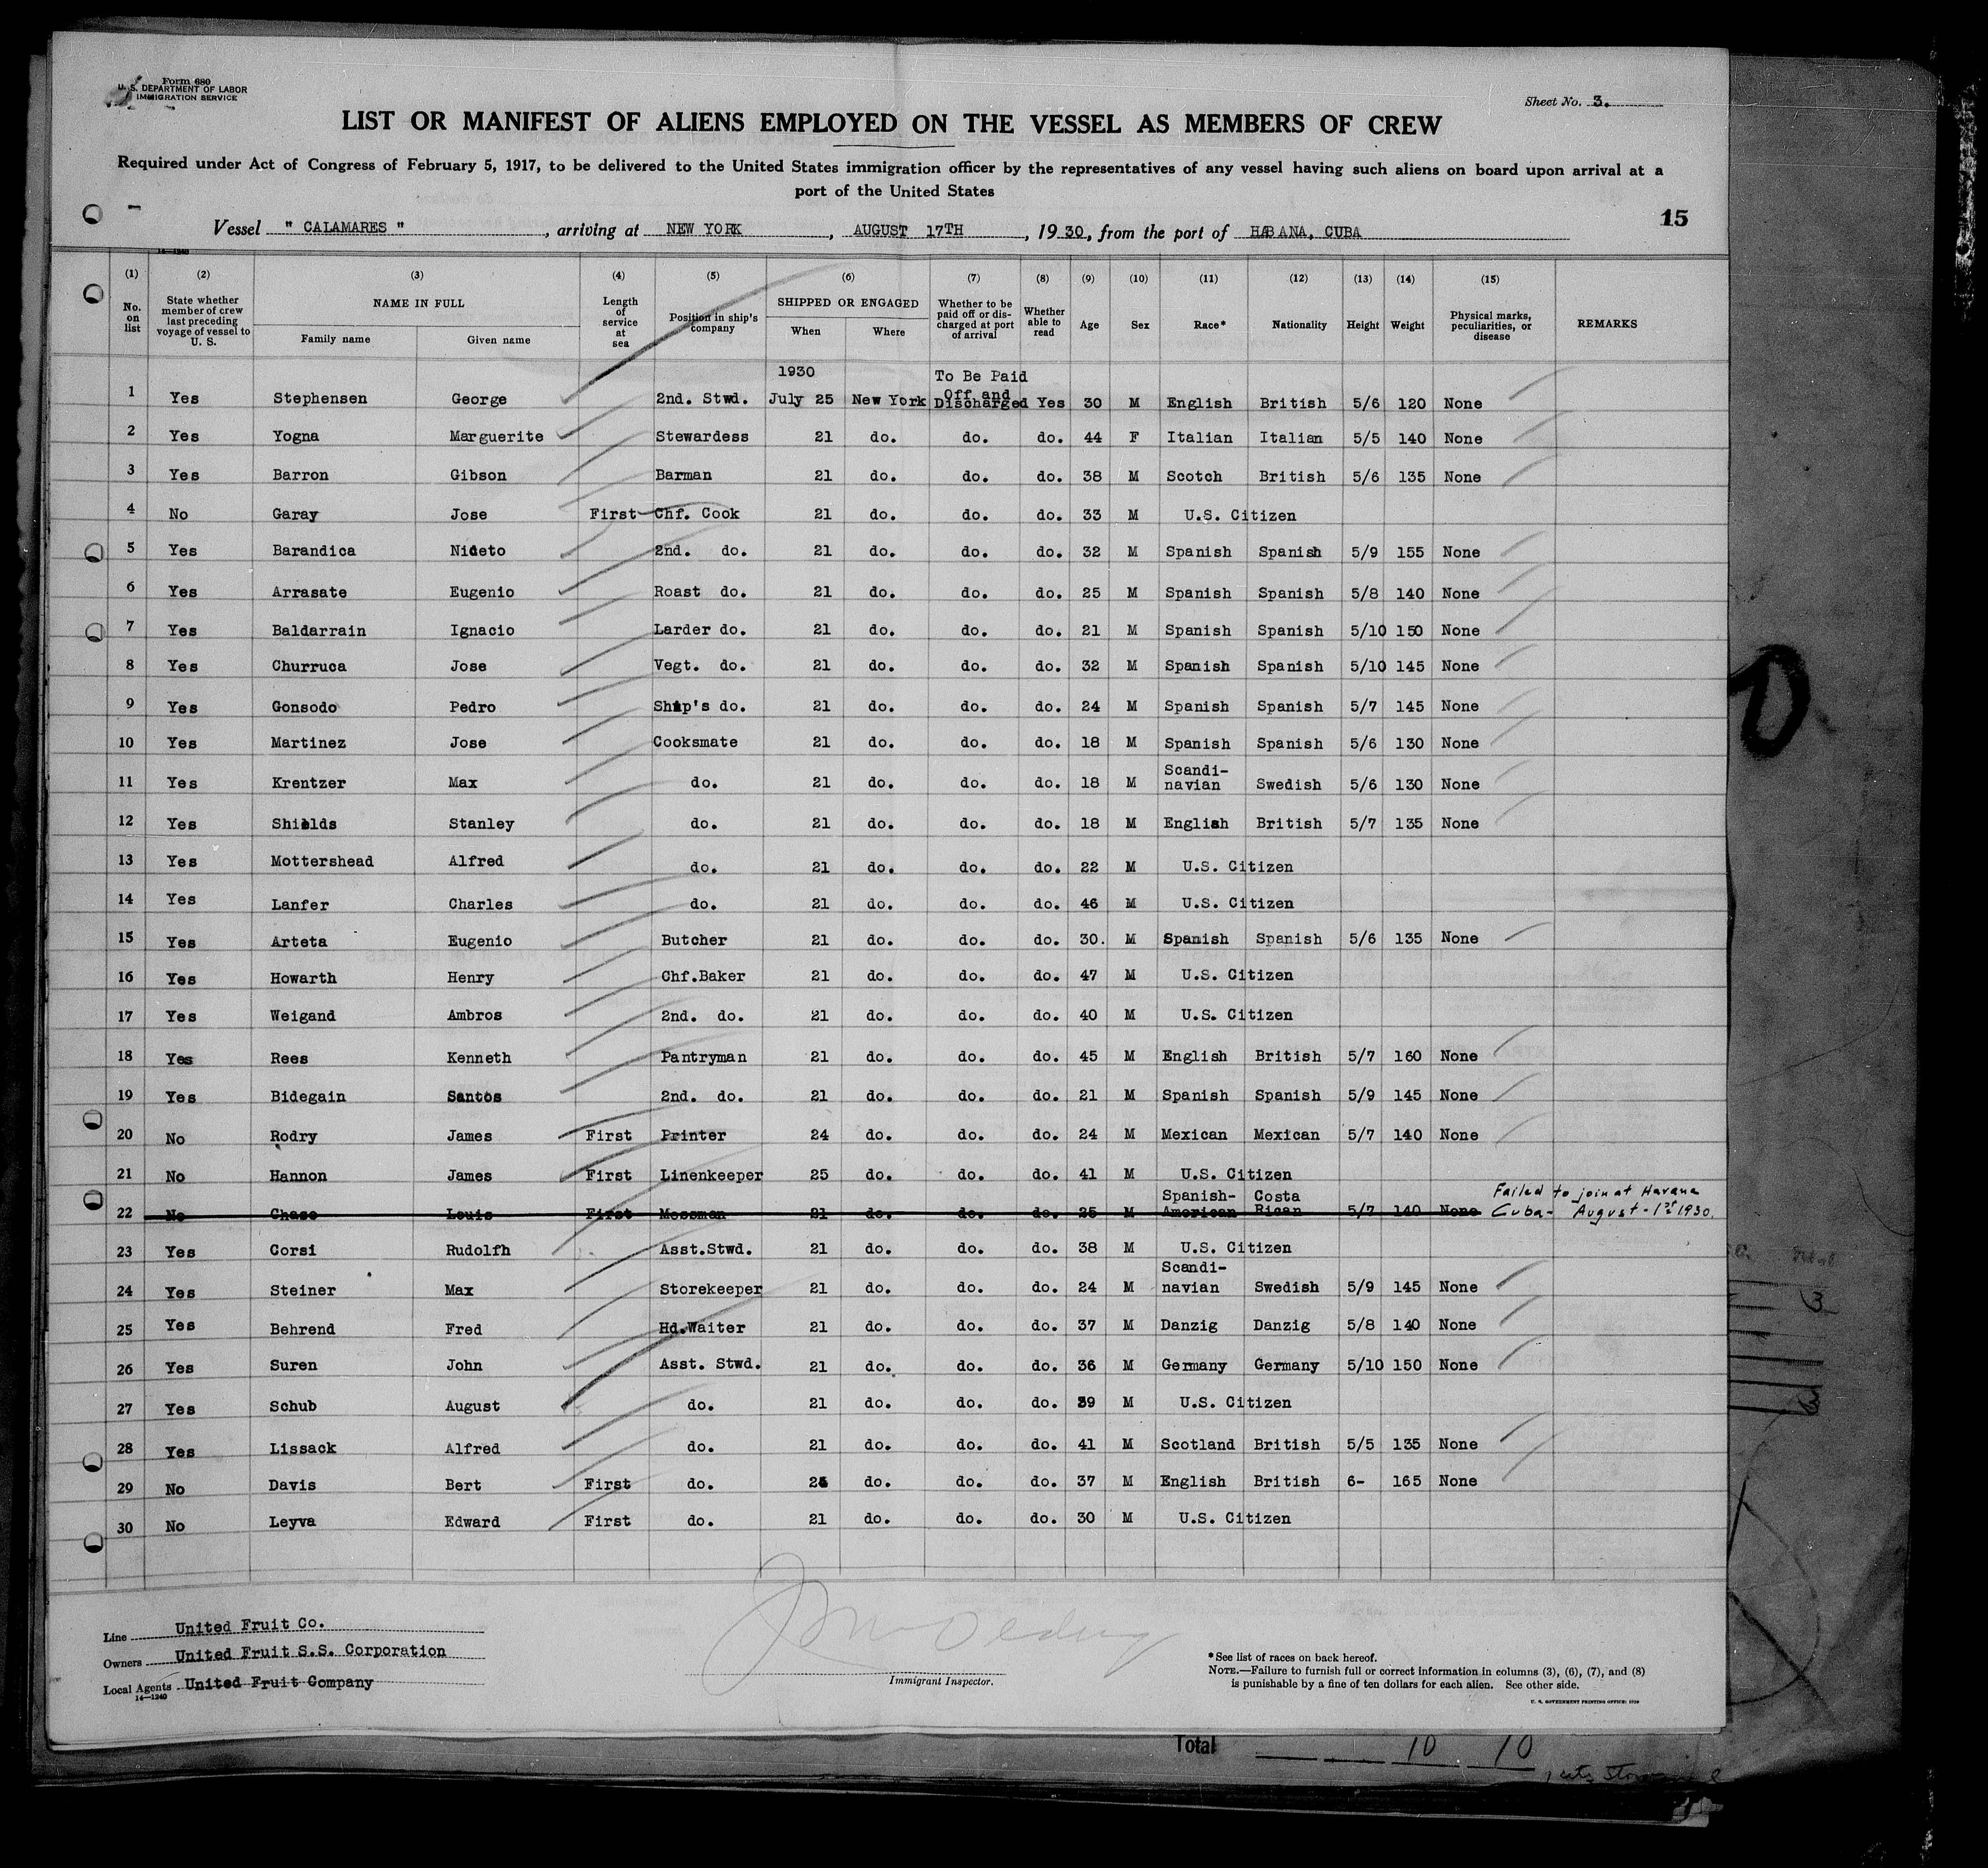 Form 680
U. S. DEPARTMENT OF LABOR
IMMIGRATION SERVICE
Sheet No. 3.
LIST OR MANIFEST OF ALIENS EMPLOYED ON THE VESSEL AS MEMBERS OF CREW
Required under Act of Congress of February 5, 1917, to be delivered to the United States immigration officer by the representatives of any vessel having such aliens on board upon arrival at a
port of the United States
15
Vessel " CALAMARES ", arriving at NEW YORK, AUGUST 17TH, 1930, from the port of HABANA, CUBA
14—1240
(1) (2) (3) (4) (5) (6) (7) (8) (9) (10) (11) (12) (13) (14) (15)
No. on list State whether member of crew last preceding voyage of vessel to U. S. NAME IN FULL Family name Given name Length of service at sea Position in ship's company SHIPPED OR ENGAGED When Where Whether to be paid off or discharged at port of arrival Whether able to read Age Sex Race* Nationality Height Weight Physical marks, peculiarities, or disease REMARKS
1930 To Be Paid Off and
1 Yes Stephensen George 2nd. Stwd. July 25 New York Discharged Yes 30 M English British 5/6 120 None
2 Yes Yogna Marguerite Stewardess 21 do. do. do. 44 F Italian Italian 5/5 140 None
3 Yes Barron Gibson Barman 21 do. do. do. 38 M Scotch British 5/6 135 None
4 No Garay Jose First Chf. Cook 21 do. do. do. 33 M U.S. Citizen
5 Yes Barandica Niceto 2nd. do. 21 do. do. do. 32 M Spanish Spanish 5/9 155 None
6 Yes Arrasate Eugenio Roast do. 21 do. do. do. 25 M Spanish Spanish 5/8 140 None
7 Yes Baldarrain Ignacio Larder do. 21 do. do. do. 21 M Spanish Spanish 5/10 150 None
8 Yes Churruca Jose Vegt. do. 21 do. do. do. 32 M Spanish Spanish 5/10 145 None
9 Yes Gonsodo Pedro Ship's do. 21 do. do. do. 24 M Spanish Spanish 5/7 145 None
10 Yes Martinez Jose Cooksmate 21 do. do. do. 18 M Spanish Spanish 5/6 130 None
11 Yes Krentzer Max do. 21 do. do. do. 18 M Scandi-navian Swedish 5/6 130 None
12 Yes Shields Stanley do. 21 do. do. do. 18 M English British 5/7 135 None
13 Yes Mottershead Alfred do. 21 do. do. do. 22 M U.S. Citizen
14 Yes Lanfer Charles do. 21 do. do. do. 46 M U.S. Citizen
15 Yes Arteta Eugenio Butcher 21 do. do. do. 30. M Spanish Spanish 5/6 135 None
16 Yes Howarth Henry Chf.Baker 21 do. do. do. 47 M U.S. Citizen
17 Yes Weigand Ambros 2nd. do. 21 do. do. do. 40 M U.S. Citizen
18 Yes Rees Kenneth Pantryman 21 do. do. do. 45 M English British 5/7 160 None
19 Yes Bidegain Santos 2nd. do. 21 do. do. do. 21 M Spanish Spanish 5/9 145 None
20 No Rodry James First Printer 24 do. do. do. 24 M Mexican Mexican 5/7 140 None
21 No Hannon James First Linenkeeper 25 do. do. do. 41 M U.S. Citizen
22 No Chase Louis First Messman 21 do. do. do. 25 M Spanish-American Costa Rican 5/7 140 None Failed to join at Havana Cuba - August - 1st 1930.
23 Yes Corsi Rudolfh Asst.Stwd. 21 do. do. do. 38 M U.S. Citizen
24 Yes Steiner Max Storekeeper 21 do. do. do. 24 M Scandi-navian Swedish 5/9 145 None
25 Yes Behrend Fred Hd.Waiter 21 do. do. do. 37 M Danzig Danzig 5/8 140 None
26 Yes Suren John Asst. Stwd. 21 do. do. do. 36 M Germany Germany 5/10 150 None
27 Yes Schub August do. 21 do. do. do. 39 M U.S. Citizen
28 Yes Lissack Alfred do. 21 do. do. do. 41 M Scotland British 5/5 135 None
29 No Davis Bert First do. do. do. do. 37 M English British 6- 165 None
30 No Leyva Edward First do. 21 do. do. do. 30 M U.S. Citizen
Line United Fruit Co.
Owners United Fruit S.S. Corporation
Local Agents United Fruit Company
14—1240
Immigrant Inspector.
*See list of races on back hereof.
NOTE.—Failure to furnish full or correct information in columns (3), (6), (7), and (8)
is punishable by a fine of ten dollars for each alien. See other side.
U. S. GOVERNMENT PRINTING OFFICE:
Total 10 10